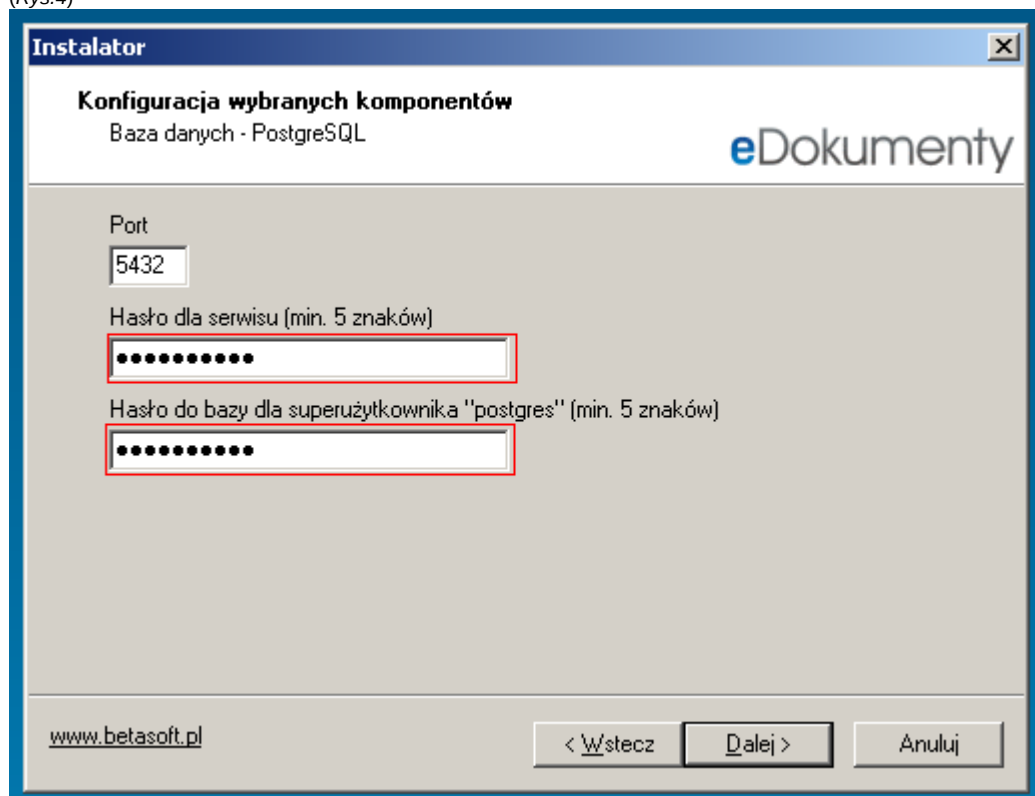 (Rys.4)
Instalator
Konfiguracja wybranych komponentów
Baza danych - PostgreSQL
eDokumenty
Port
5432
Hasło dla serwisu (min. 5 znaków)
••••••••••
Hasło do bazy dla superużytkownika "postgres" (min. 5 znaków)
••••••••••
www.betasoft.pl
< Wstecz
Dalej >
Anuluj